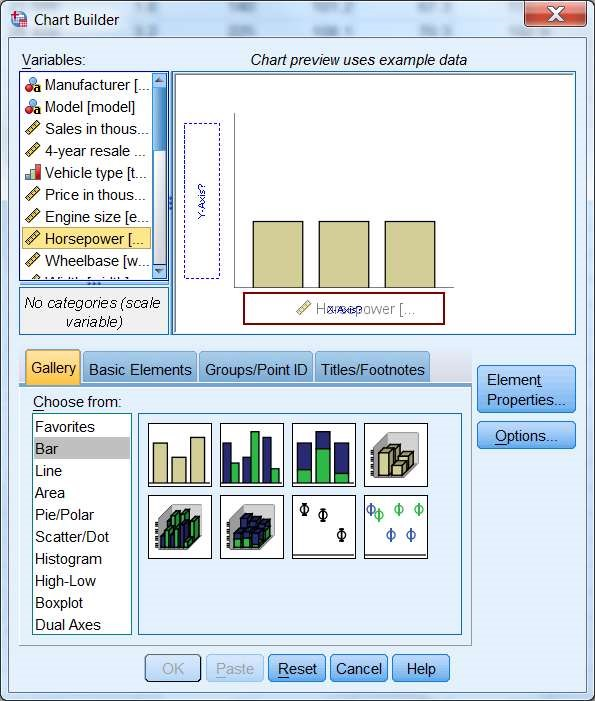 Chart Builder
Variables:
Chart preview uses example data
Manufacturer [...
Model [model]
Sales in thous...
4-year resale ...
Vehicle type [t...
Price in thous...
Engine size [e...
Horsepower [...
Wheelbase [w...
No categories (scale
variable)
Y-Axis?
X-Axis?
Gallery
Basic Elements
Groups/Point ID
Titles/Footnotes
Choose from:
Favorites
Bar
Line
Area
Pie/Polar
Scatter/Dot
Histogram
High-Low
Boxplot
Dual Axes
Element
Properties...
Options...
OK
Paste
Reset
Cancel
Help